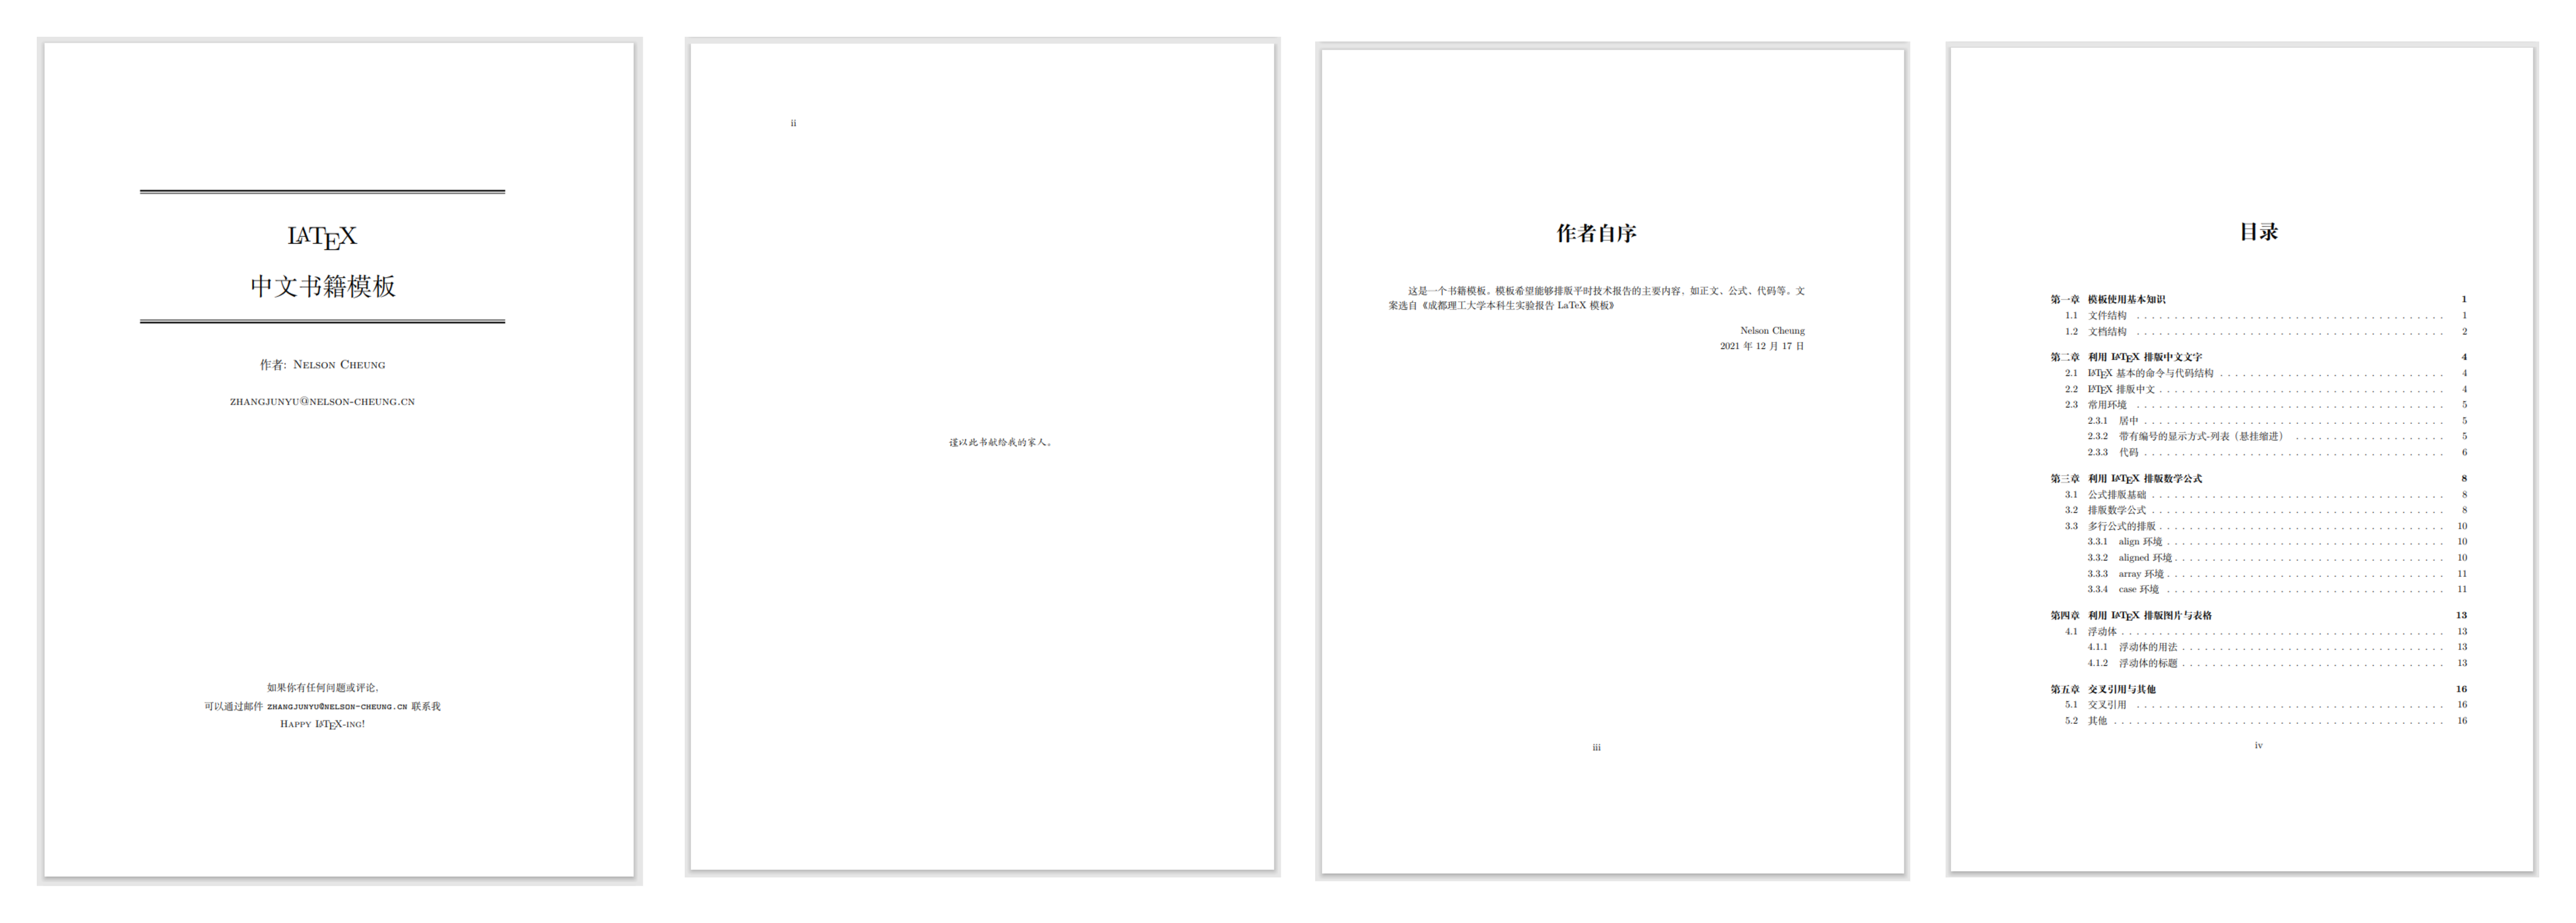 LATEX
中文书籍模板
作者: NELSON CHEUNG
ZHANGJUNYU@NELSON-CHEUNG.CN
如果你有任何问题或评论,
可以通过邮件 ZHANGJUNYU@NELSON-CHEUNG.CN 联系我
HAPPY LATEX-ING!
ii
谨以此书献给我的家人。
作者自序
这是一个书籍模板。模板希望能够排版平时技术报告的主要内容, 如正文、公式、代码等。文
案选自《成都理工大学本科生实验报告 LaTeX 模板》
Nelson Cheung
2021 年 12 月 17 日
iii
目录
第一章 模板使用基本知识 1
1.1 文件结构 . . . . . . . . . . . . . . . . . . . . 1
1.2 文档结构 . . . . . . . . . . . . . . . . . . . . 2
第二章 利用 LATEX 排版中文文字 4
2.1 LATEX 基本的命令与代码结构 . . . . . . . . . . . . . . . . . . . . 4
2.2 LATEX 排版中文 . . . . . . . . . . . . . . . . . . . . 4
2.3 常用环境 . . . . . . . . . . . . . . . . . . . . 5
2.3.1 居中 . . . . . . . . . . . . . . . . . . . . 5
2.3.2 带有编号的显示方式-列表（悬挂缩进） . . . . . . . . . . . . . . . . . . . . 5
2.3.3 代码 . . . . . . . . . . . . . . . . . . . . 6
第三章 利用 LATEX 排版数学公式 8
3.1 公式排版基础 . . . . . . . . . . . . . . . . . . . . 8
3.2 排版数学公式 . . . . . . . . . . . . . . . . . . . . 8
3.3 多行公式的排版 . . . . . . . . . . . . . . . . . . . . 10
3.3.1 align 环境 . . . . . . . . . . . . . . . . . . . . 10
3.3.2 aligned 环境 . . . . . . . . . . . . . . . . . . . . 10
3.3.3 array 环境 . . . . . . . . . . . . . . . . . . . . 11
3.3.4 case 环境 . . . . . . . . . . . . . . . . . . . . 11
第四章 利用 LATEX 排版图片与表格 13
4.1 浮动体 . . . . . . . . . . . . . . . . . . . . 13
4.1.1 浮动体的用法 . . . . . . . . . . . . . . . . . . . . 13
4.1.2 浮动体的标题 . . . . . . . . . . . . . . . . . . . . 13
第五章 交叉引用与其他 16
5.1 交叉引用 . . . . . . . . . . . . . . . . . . . . 16
5.2 其他 . . . . . . . . . . . . . . . . . . . . 16
iv